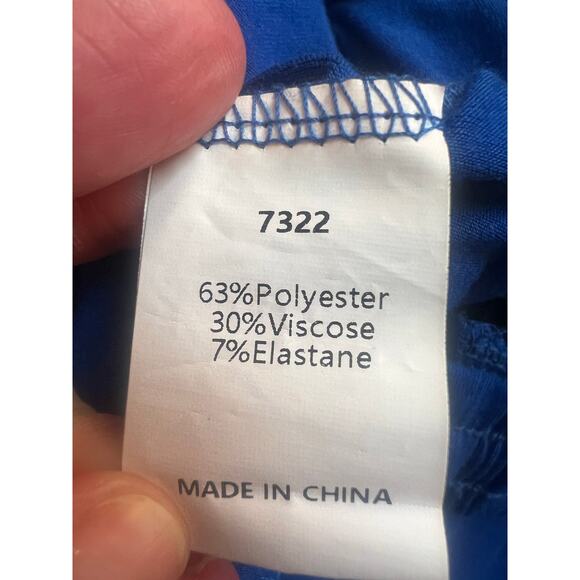 7322
63%Polyester
30%Viscose
7%Elastane
MADE IN CHINA